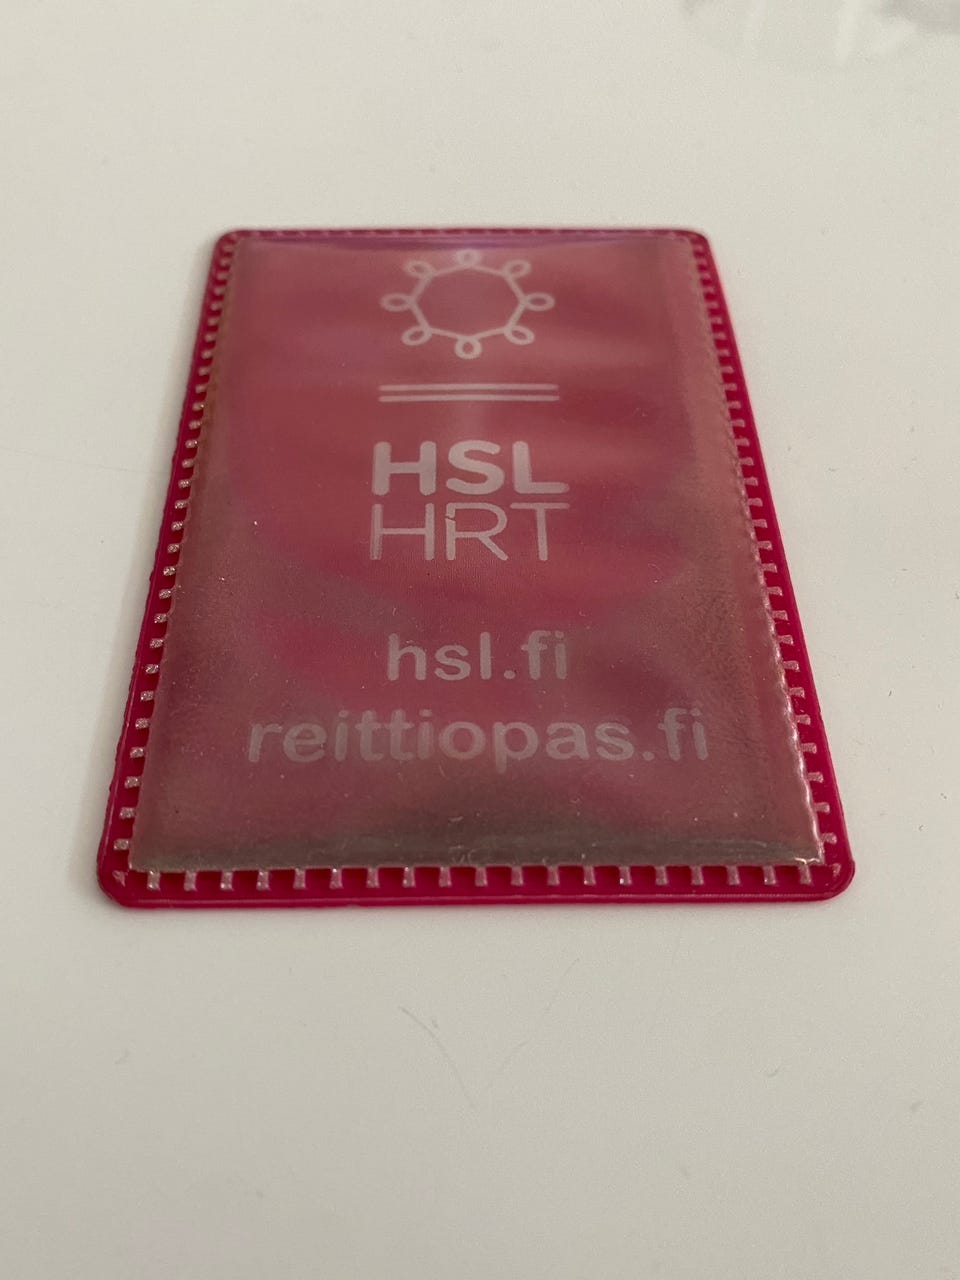 HSL
HRT
hsl.fi
reittiopas.fi